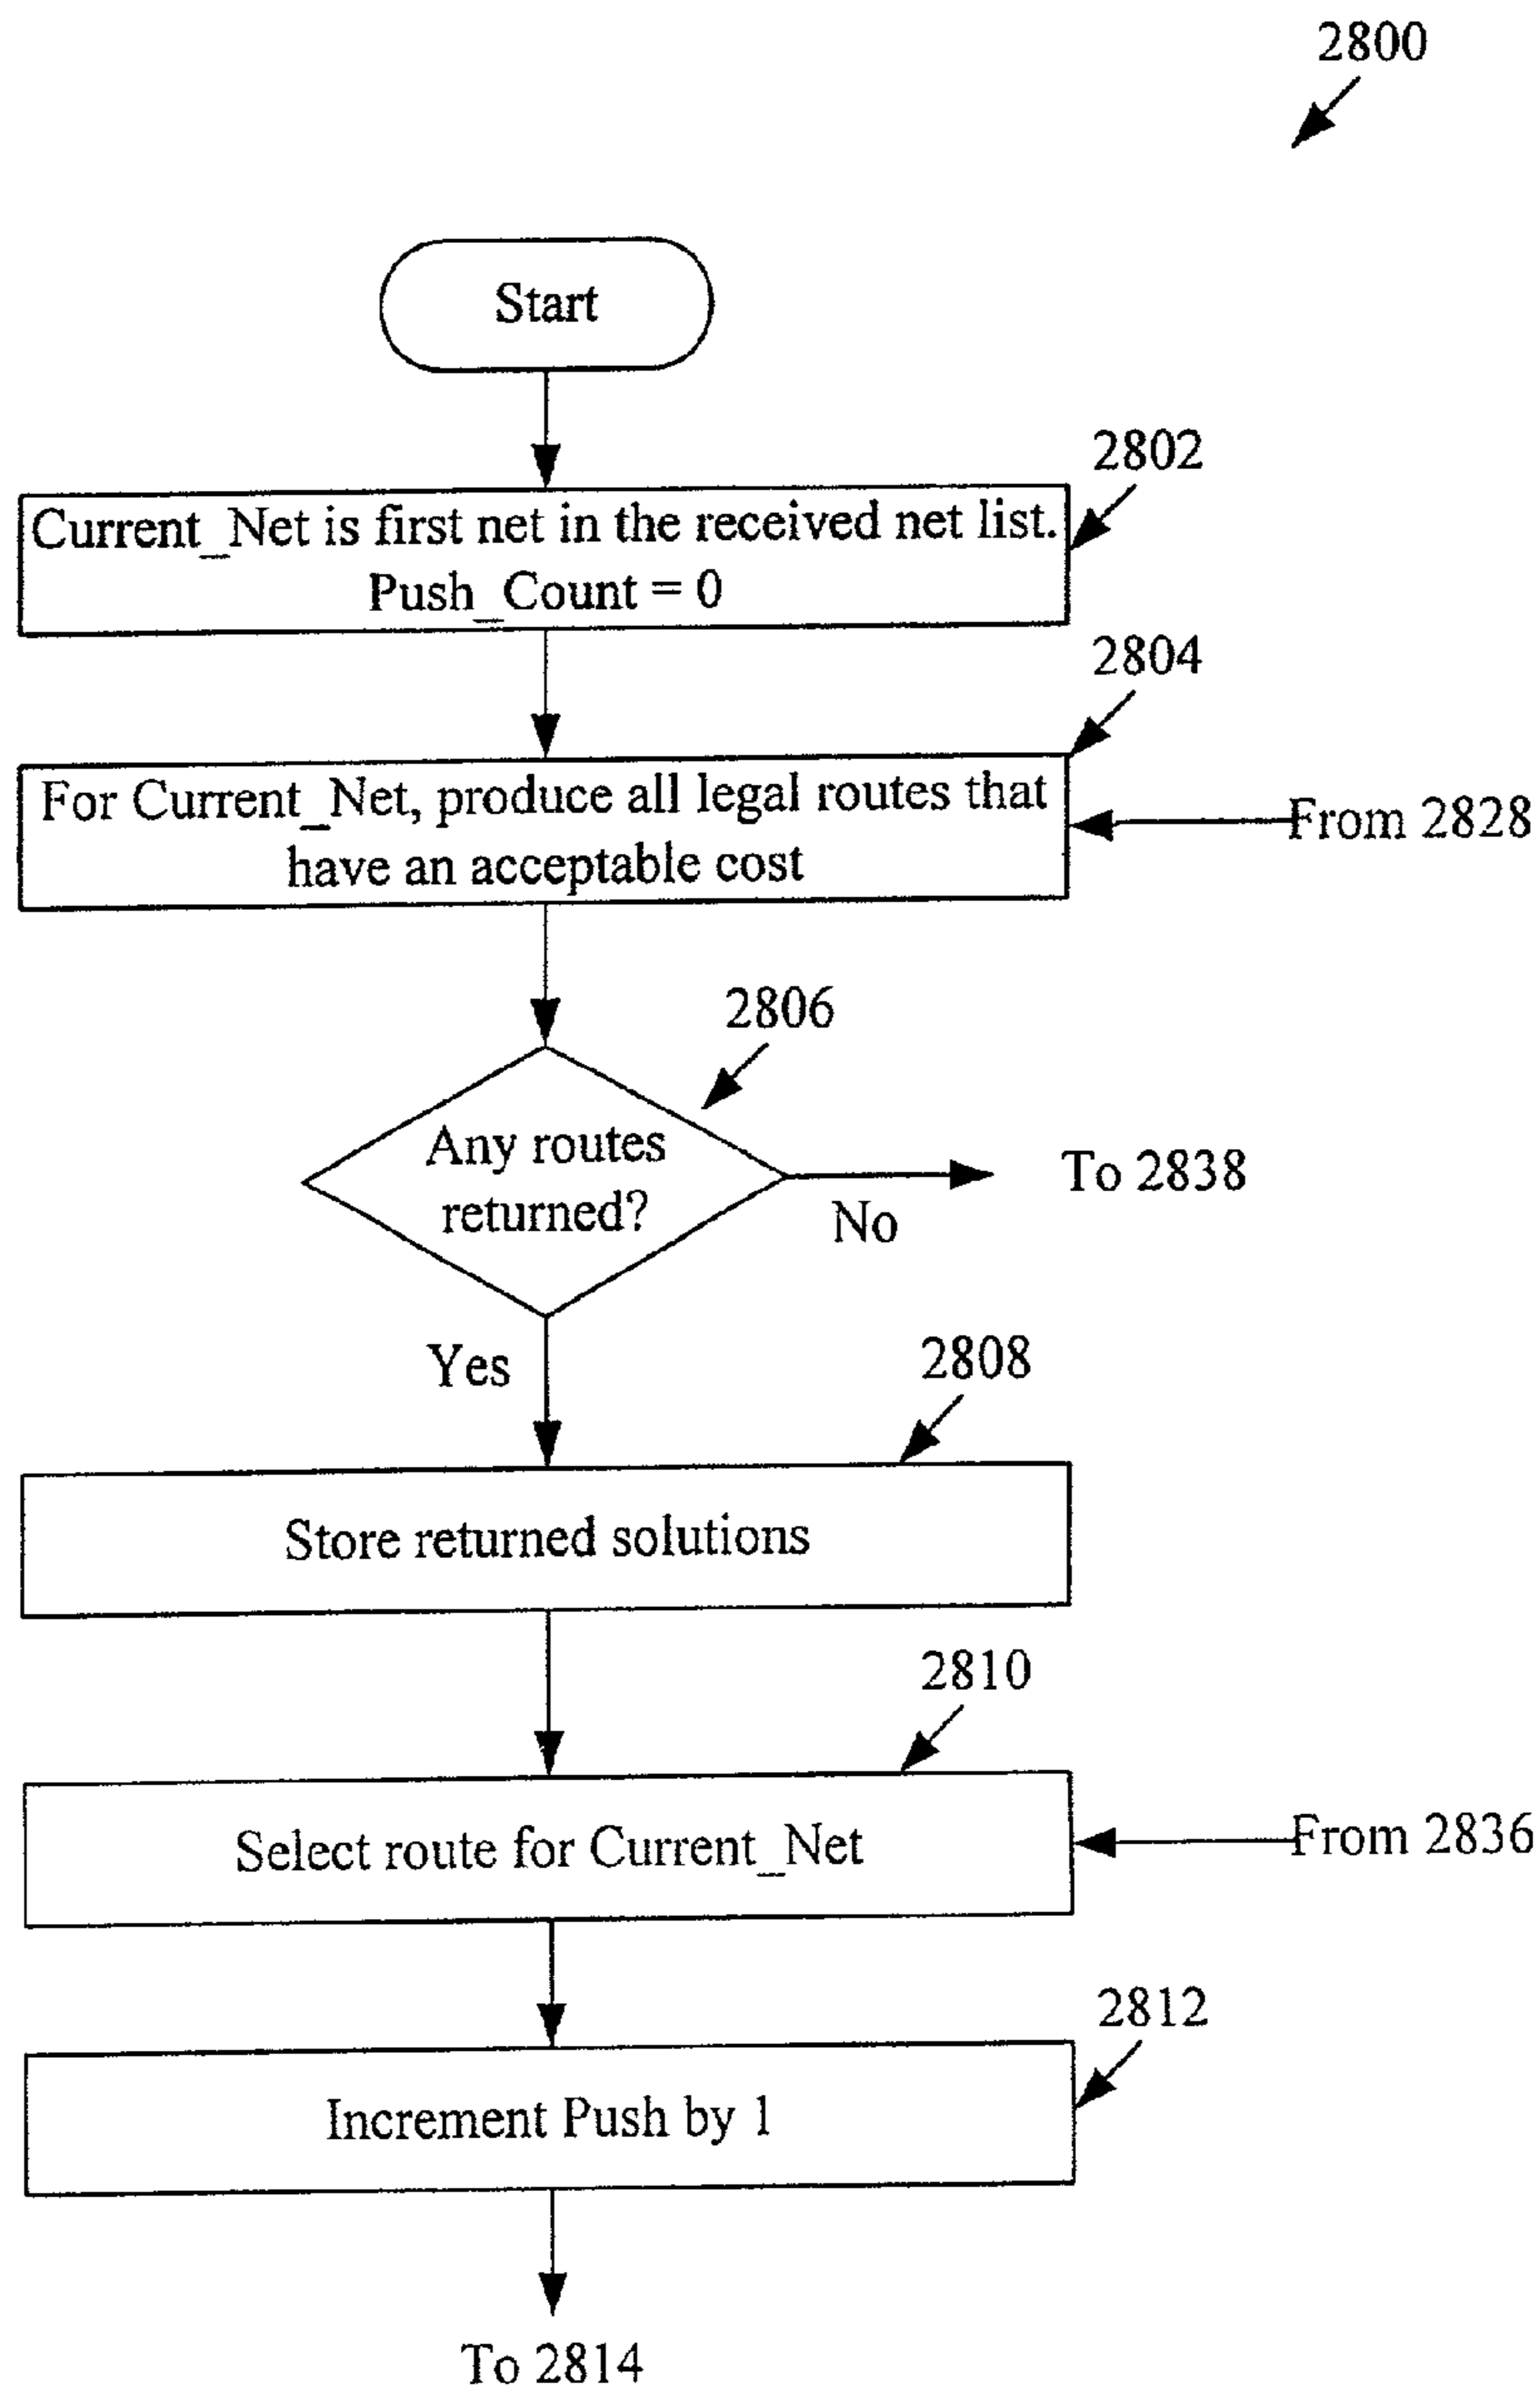 2800
Start
2802
Current_Net is first net in the received net list.
Push_Count = 0
2804
For Current_Net, produce all legal routes that
have an acceptable cost
From 2828
2806
Any routes
returned?
To 2838
No
Yes
2808
Store returned solutions
2810
Select route for Current_Net
From 2836
2812
Increment Push by 1
To 2814